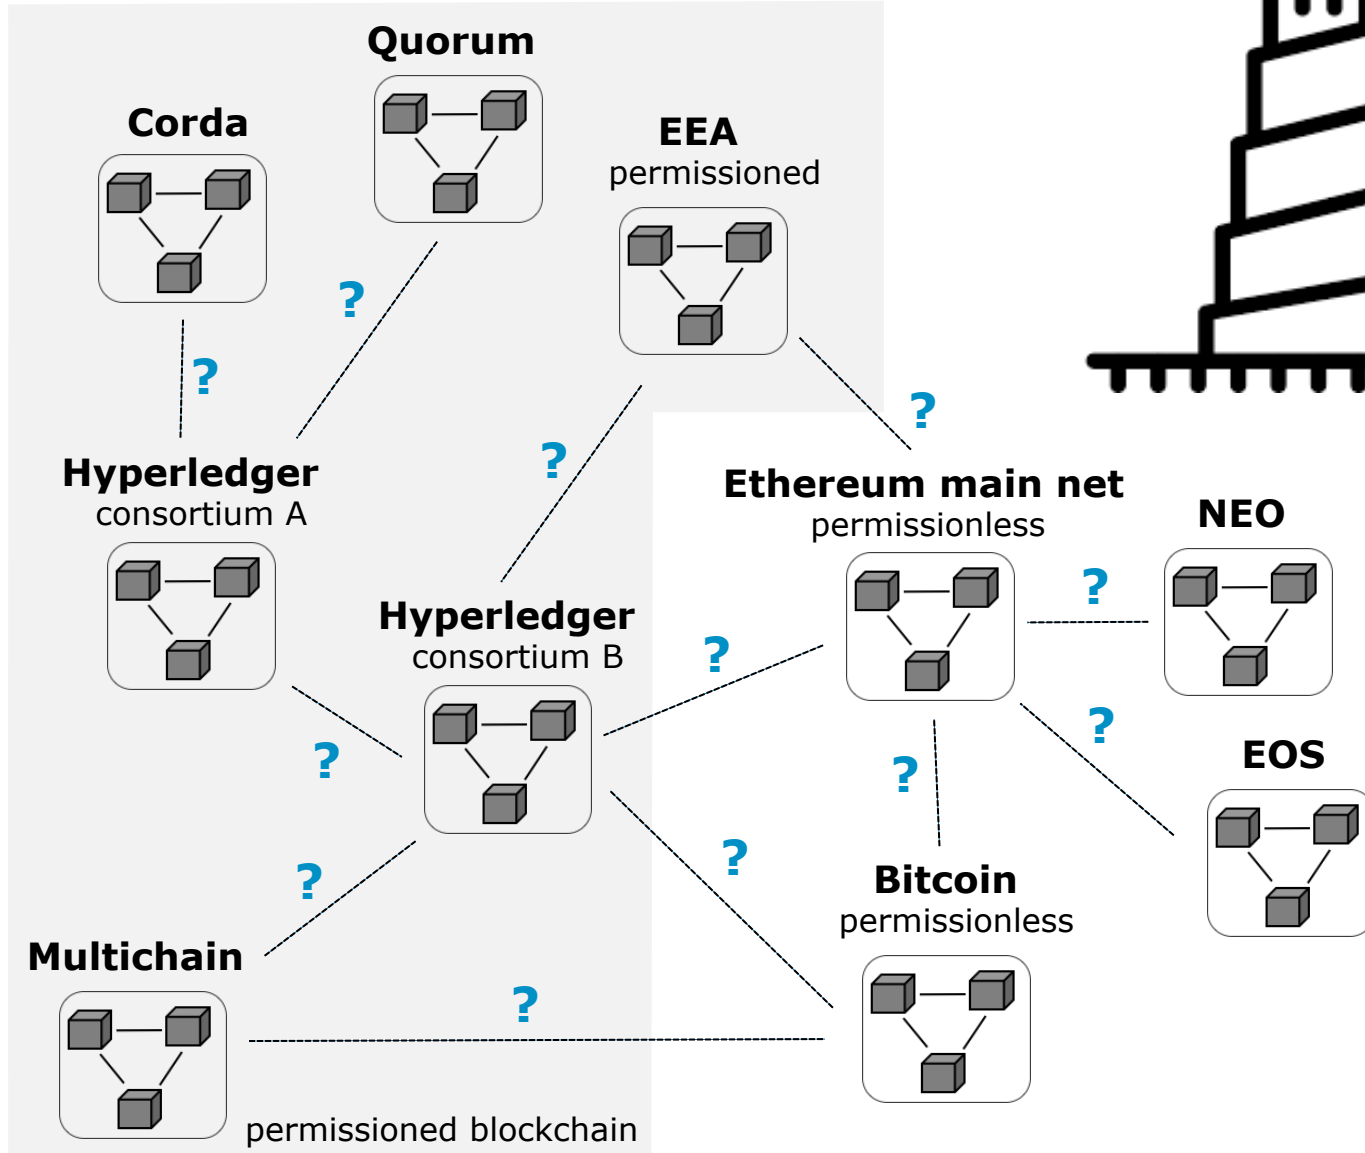 Quorum
Corda
EEA
permissioned
?
?
?
?
Hyperledger
consortium A
Ethereum main net
permissionless
NEO
?
Hyperledger
consortium B
?
?
?
?
EOS
?
?
Bitcoin
permissionless
Multichain
?
permissioned blockchain